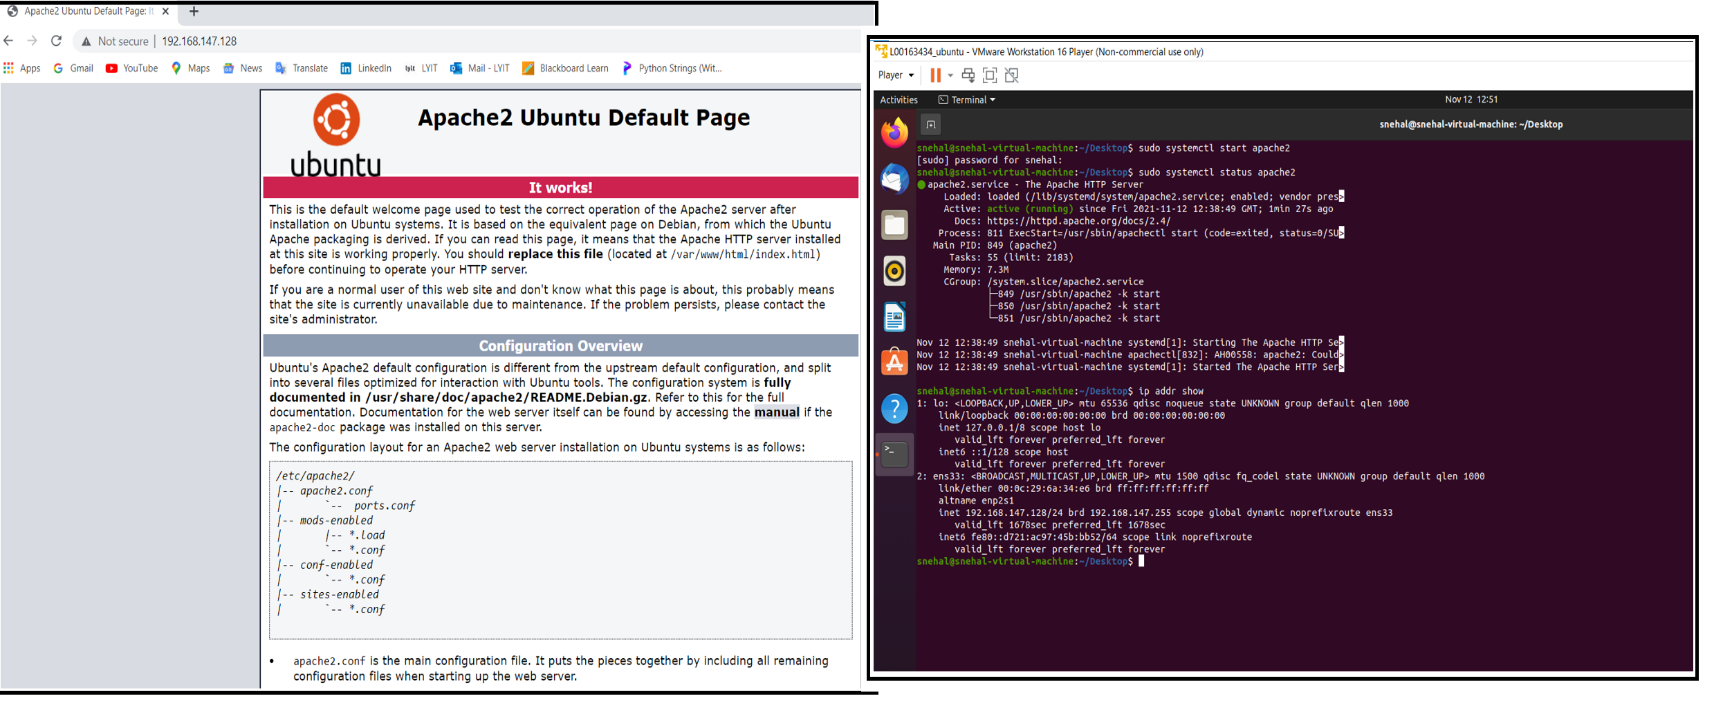 Apache2 Ubuntu Default Page: It
Not secure | 192.168.147.128
Apps Gmail YouTube Maps News Translate LinkedIn lyit LYIT Mail - LYIT Blackboard Learn Python Strings (Wit...
ubuntu
Apache2 Ubuntu Default Page
It works!
This is the default welcome page used to test the correct operation of the Apache2 server after
installation on Ubuntu systems. It is based on the equivalent page on Debian, from which the Ubuntu
Apache packaging is derived. If you can read this page, it means that the Apache HTTP server installed
at this site is working properly. You should replace this file (located at /var/www/html/index.html)
before continuing to operate your HTTP server.
If you are a normal user of this web site and don't know what this page is about, this probably means
that the site is currently unavailable due to maintenance. If the problem persists, please contact the
site's administrator.
Configuration Overview
Ubuntu's Apache2 default configuration is different from the upstream default configuration, and split
into several files optimized for interaction with Ubuntu tools. The configuration system is fully
documented in /usr/share/doc/apache2/README.Debian.gz. Refer to this for the full
documentation. Documentation for the web server itself can be found by accessing the manual if the
apache2-doc package was installed on this server.
The configuration layout for an Apache2 web server installation on Ubuntu systems is as follows:
/etc/apache2/
|-- apache2.conf
|       `--  ports.conf
|-- mods-enabled
|       |-- *.load
|       `-- *.conf
|-- conf-enabled
|       `-- *.conf
|-- sites-enabled
|       `-- *.conf
• apache2.conf is the main configuration file. It puts the pieces together by including all remaining
configuration files when starting up the web server.
L00163434_ubuntu - VMware Workstation 16 Player (Non-commercial use only)
Player
Activities Terminal Nov 12 12:51
snehal@snehal-virtual-machine: ~/Desktop
snehal@snehal-virtual-machine:~/Desktop$ sudo systemctl start apache2
[sudo] password for snehal:
snehal@snehal-virtual-machine:~/Desktop$ sudo systemctl status apache2
● apache2.service - The Apache HTTP Server
Loaded: loaded (/lib/systemd/system/apache2.service; enabled; vendor pres>
Active: active (running) since Fri 2021-11-12 12:38:49 GMT; 1min 27s ago
Docs: https://httpd.apache.org/docs/2.4/
Process: 811 ExecStart=/usr/sbin/apachectl start (code=exited, status=0/SU>
Main PID: 849 (apache2)
Tasks: 55 (limit: 2183)
Memory: 7.3M
CGroup: /system.slice/apache2.service
├─849 /usr/sbin/apache2 -k start
├─850 /usr/sbin/apache2 -k start
└─851 /usr/sbin/apache2 -k start
Nov 12 12:38:49 snehal-virtual-machine systemd[1]: Starting The Apache HTTP Se>
Nov 12 12:38:49 snehal-virtual-machine apachectl[832]: AH00558: apache2: Could>
Nov 12 12:38:49 snehal-virtual-machine systemd[1]: Started The Apache HTTP Ser>
snehal@snehal-virtual-machine:~/Desktop$ ip addr show
1: lo: <LOOPBACK,UP,LOWER_UP> mtu 65536 qdisc noqueue state UNKNOWN group default qlen 1000
link/loopback 00:00:00:00:00:00 brd 00:00:00:00:00:00
inet 127.0.0.1/8 scope host lo
valid_lft forever preferred_lft forever
inet6 ::1/128 scope host
valid_lft forever preferred_lft forever
2: ens33: <BROADCAST,MULTICAST,UP,LOWER_UP> mtu 1500 qdisc fq_codel state UNKNOWN group default qlen 1000
link/ether 00:0c:29:6a:34:e6 brd ff:ff:ff:ff:ff:ff
altname enp2s1
inet 192.168.147.128/24 brd 192.168.147.255 scope global dynamic noprefixroute ens33
valid_lft 1678sec preferred_lft 1678sec
inet6 fe80::d721:ac97:45b:bb52/64 scope link noprefixroute
valid_lft forever preferred_lft forever
snehal@snehal-virtual-machine:~/Desktop$